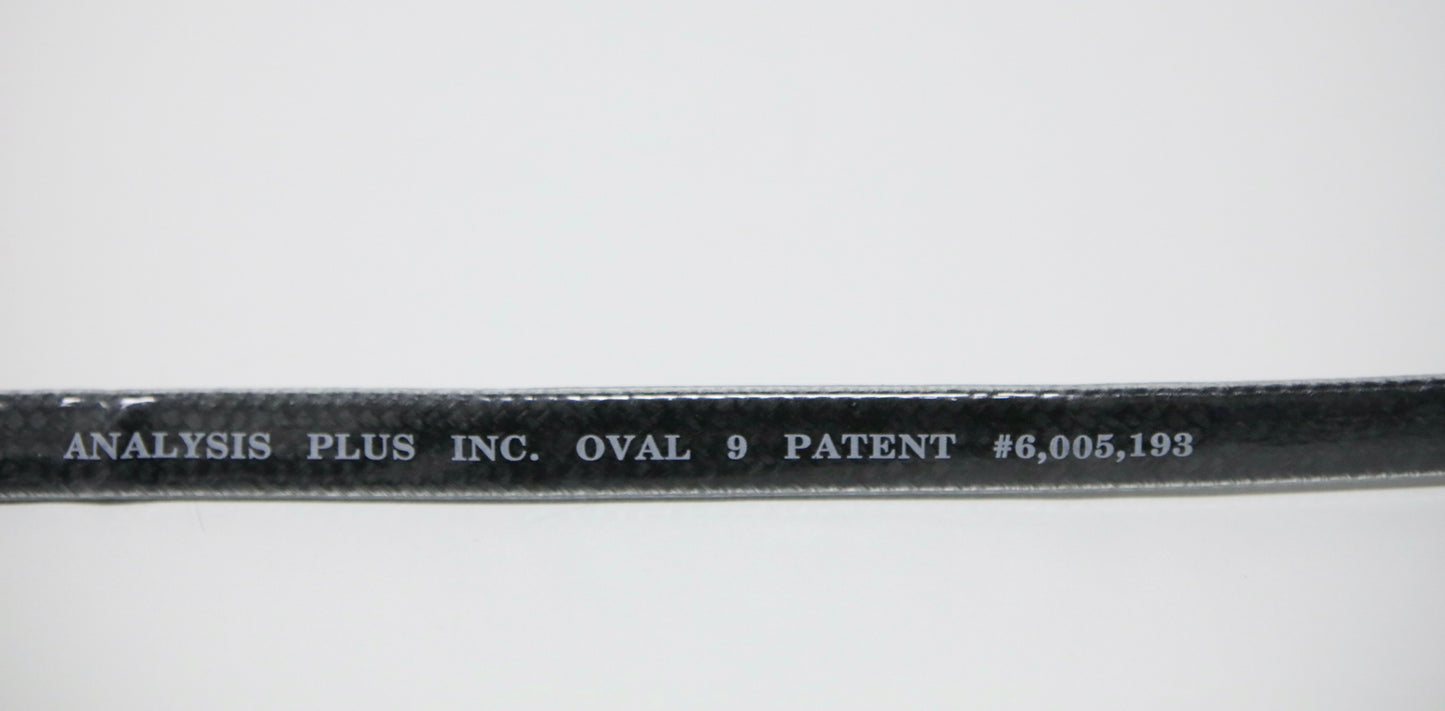 ANALYSIS PLUS INC. OVAL 9 PATENT #6,005,193